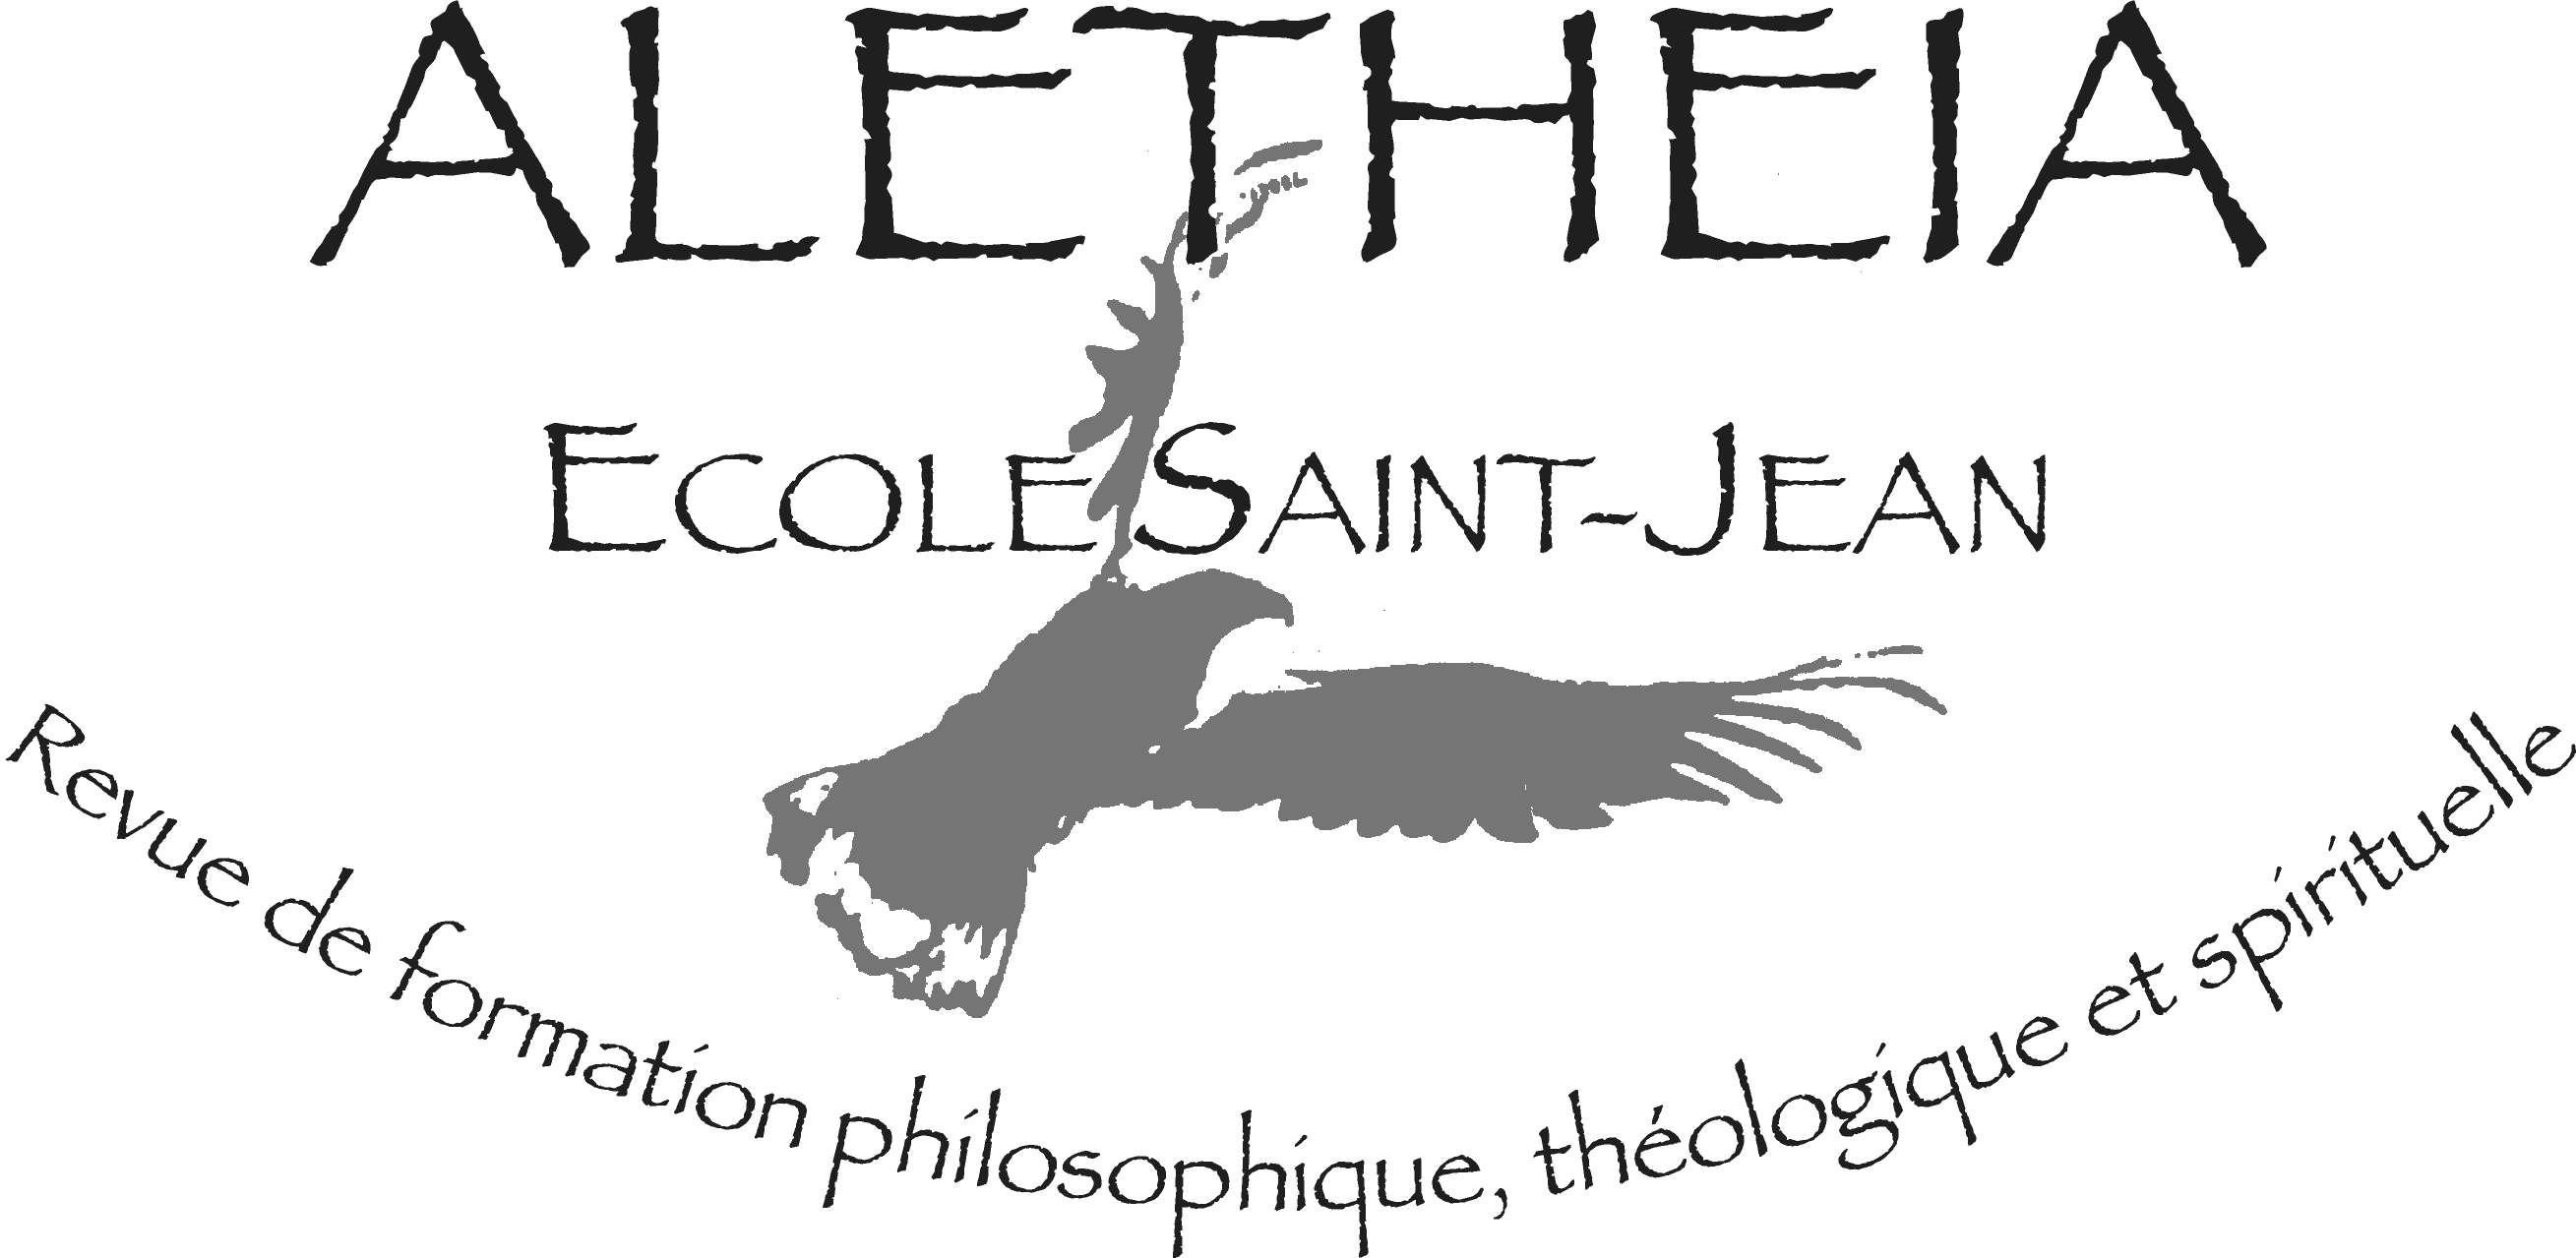 ALETHEIA
ECOLE SAINT-JEAN
Revue de formation philosophique, théologique et spirituelle